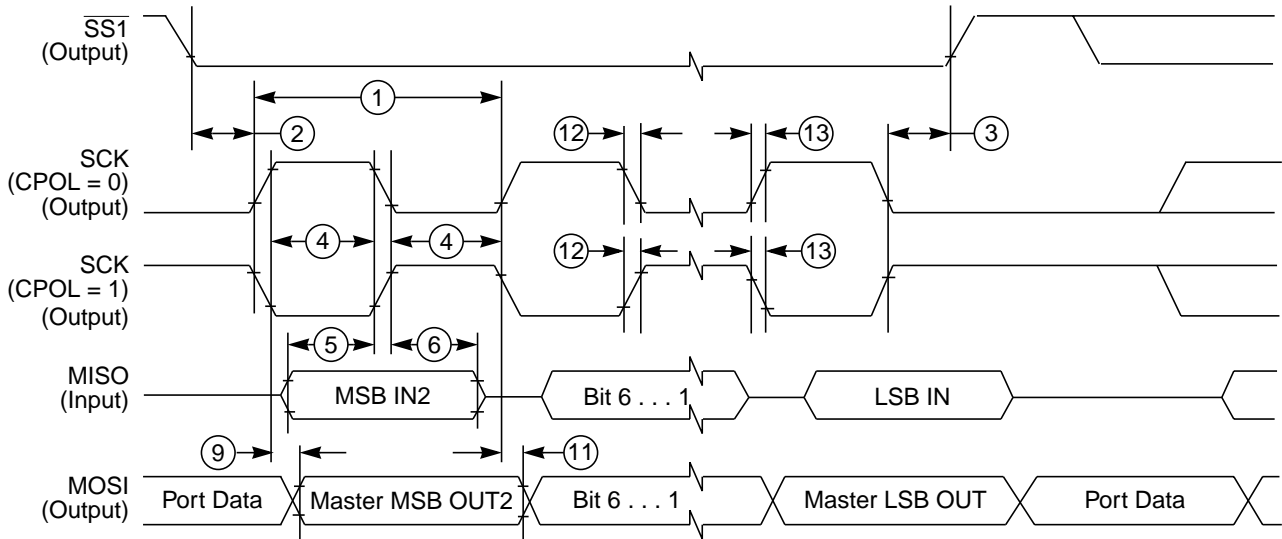 SS1
(Output)
1
2
12
13
3
SCK
(CPOL = 0)
(Output)
4
4
12
13
SCK
(CPOL = 1)
(Output)
5
6
MISO
(Input)
MSB IN2
Bit 6 . . . 1
LSB IN
9
11
MOSI
(Output)
Port Data
Master MSB OUT2
Bit 6 . . . 1
Master LSB OUT
Port Data